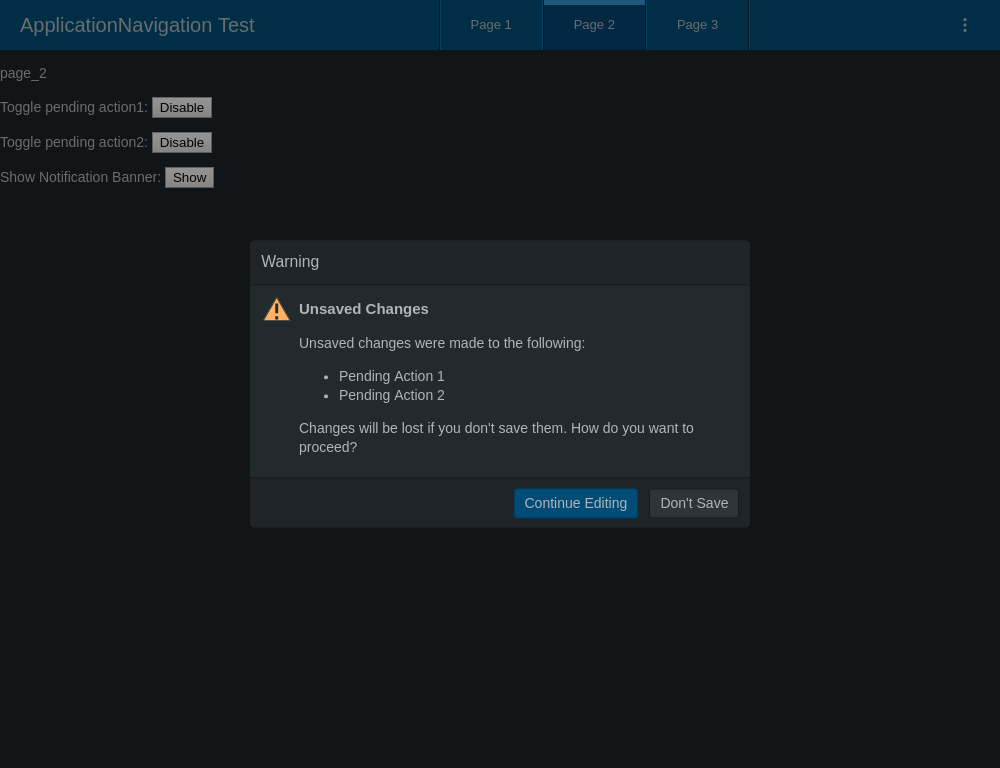 ApplicationNavigation Test
Page 1
Page 2
Page 3
page_2
Toggle pending action1: Disable
Toggle pending action2: Disable
Show Notification Banner: Show
Warning
Unsaved Changes
Unsaved changes were made to the following:
• Pending Action 1
• Pending Action 2
Changes will be lost if you don't save them. How do you want to
proceed?
Continue Editing
Don't Save